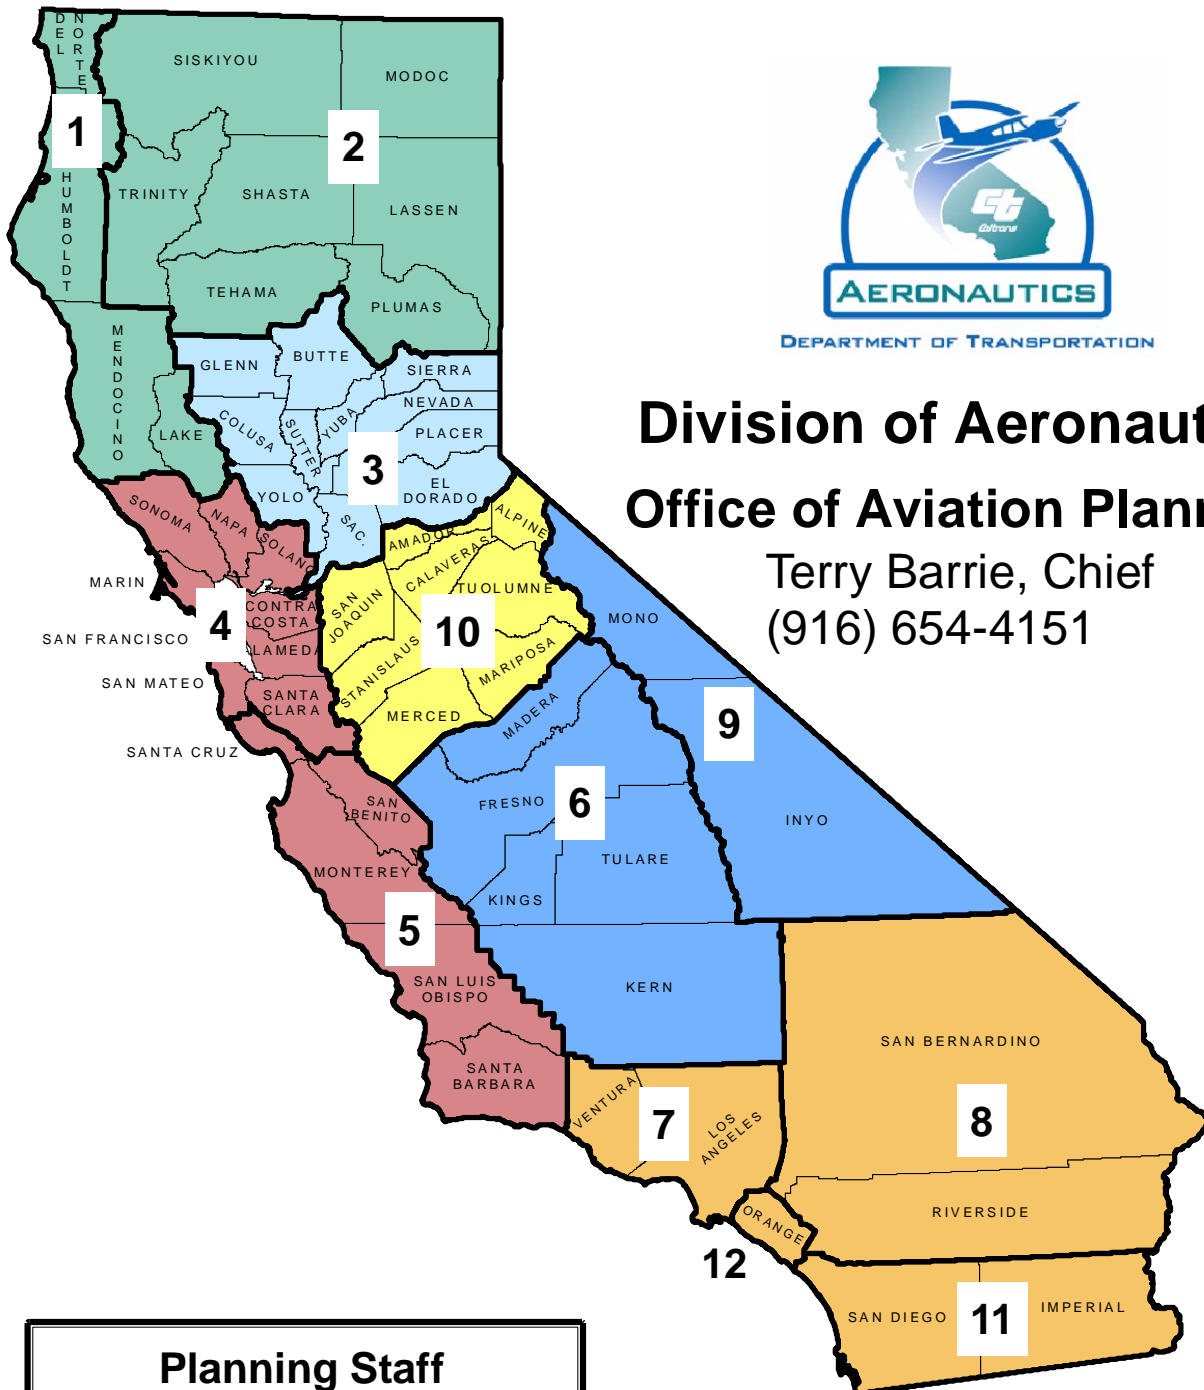 DEL NORTE
SISKIYOU
MODOC
1
2
HUMBOLDT
TRINITY
SHASTA
LASSEN
TEHAMA
PLUMAS
MENDOCINO
LAKE
GLENN
BUTTE
SIERRA
NEVADA
COLUSA
SUTTER
YUBA
PLACER
3
YOLO
EL
DORADO
SAC.
SONOMA
NAPA
SOLANO
MARIN
CONTRA
COSTA
4
SAN FRANCISCO
LAMEDA
SAN MATEO
SANTA
CLARA
SANTA CRUZ
AMADOR
ALPINE
CALAVERAS
TUOLUMNE
SAN
JOAQUIN
10
STANISLAUS
MARIPOSA
MERCED
MONO
9
INYO
MADERA
FRESNO
6
TULARE
KINGS
KERN
SAN
BENITO
MONTEREY
5
SAN LUIS
OBISPO
SANTA
BARBARA
VENTURA
7
LOS
ANGELES
SAN BERNARDINO
8
RIVERSIDE
ORANGE
12
SAN DIEGO
11
IMPERIAL
ct
Caltrans
AERONAUTICS
DEPARTMENT OF TRANSPORTATION
Division of Aeronaut
Office of Aviation Plan
Terry Barrie, Chief
(916) 654-4151
Planning Staff